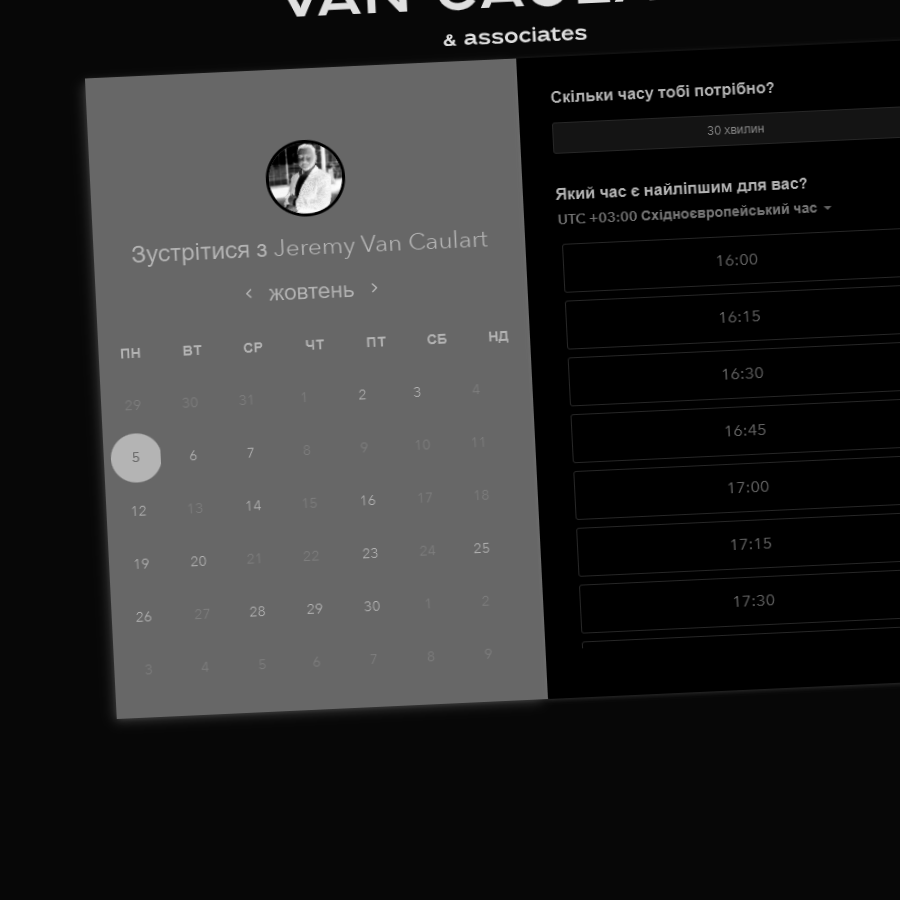 & associates
Зустрітися з Jeremy Van Caulart
жовтень
ПН ВТ СР ЧТ ПТ СБ НД
29 30 31 1 2 3 4
5 6 7 8 9 10 11
12 13 14 15 16 17 18
19 20 21 22 23 24 25
26 27 28 29 30 1 2
3 4 5 6 7 8 9
Скільки часу тобі потрібно?
30 хвилин
Який час є найліпшим для вас?
UTC +03:00 Східноєвропейський час
16:00
16:15
16:30
16:45
17:00
17:15
17:30